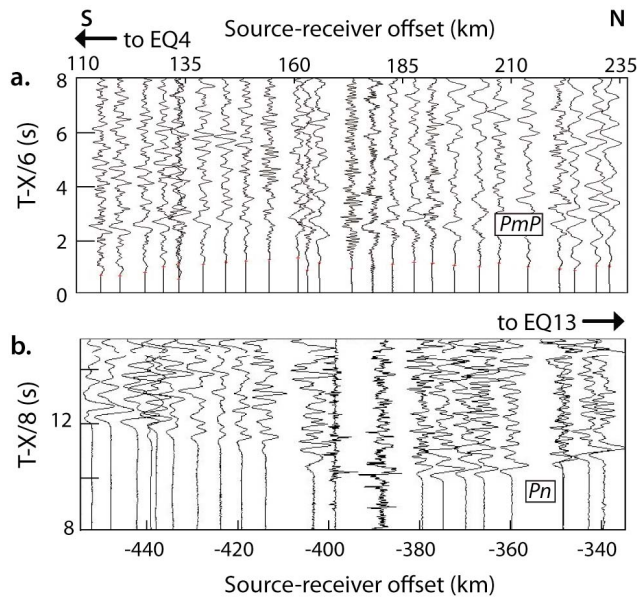 S Source-receiver offset (km) N
to EQ4
110 135 160 185 210 235
a.
8
6
4
2
0
T-X/6 (s)
PmP
to EQ13
b.
12
8
T-X/8 (s)
Pn
-440 -420 -400 -380 -360 -340
Source-receiver offset (km)